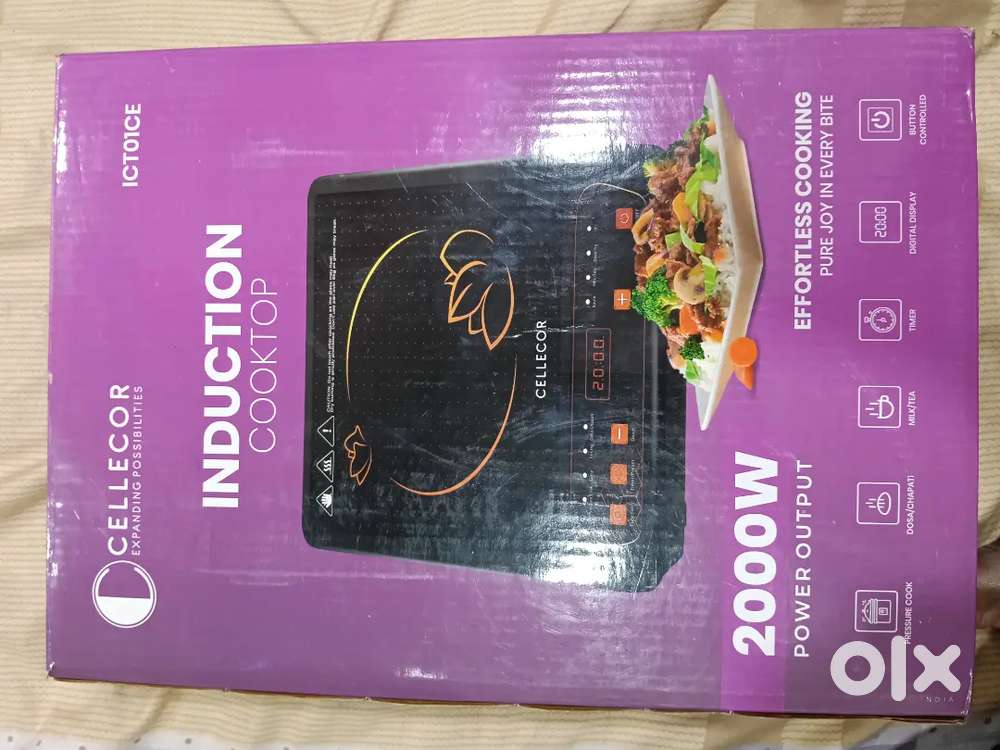 CELLECOR
EXPANDING POSSIBILITIES
ICT01CE
INDUCTION
COOKTOP
CELLECOR
20:00
2000W
POWER OUTPUT
EFFORTLESS COOKING
PURE JOY IN EVERY BITE
PRESSURE COOK
DOSA/CHAPATI
MILK/TEA
TIMER
20:00
DIGITAL DISPLAY
BUTTON
CONTROLLED
olx
INDIA